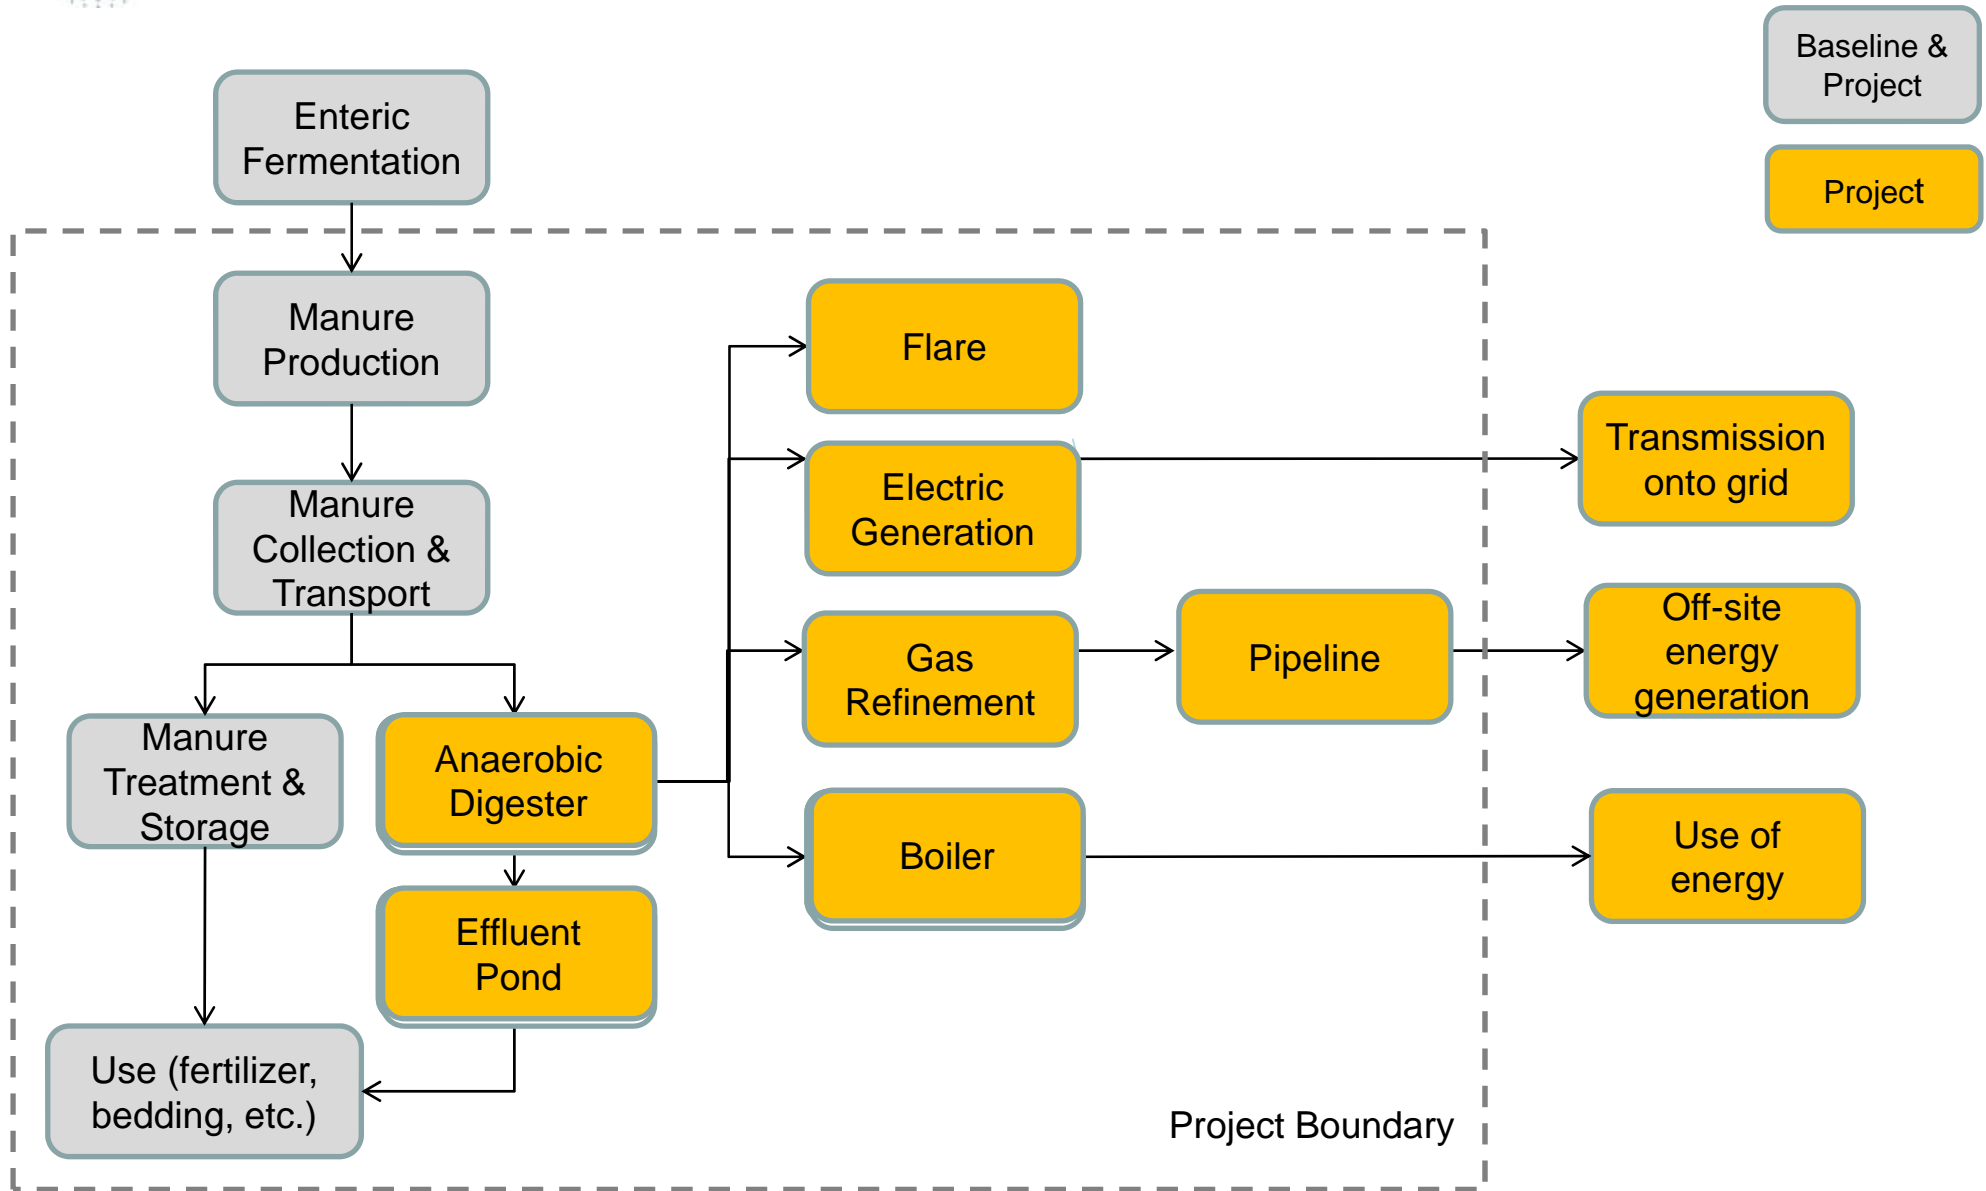 Baseline &
Project
Project
Enteric
Fermentation
Manure
Production
Manure
Collection &
Transport
Manure
Treatment &
Storage
Anaerobic
Digester
Effluent
Pond
Use (fertilizer,
bedding, etc.)
Flare
Electric
Generation
Gas
Refinement
Pipeline
Boiler
Transmission
onto grid
Off-site
energy
generation
Use of
energy
Project Boundary